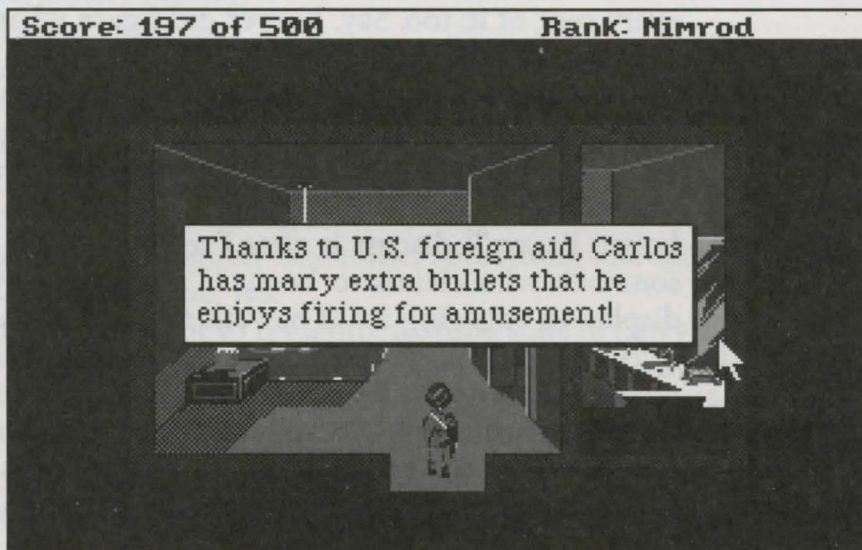 Score: 197 of 500 Rank: Nimrod
Thanks to U.S. foreign aid, Carlos
has many extra bullets that he
enjoys firing for amusement!